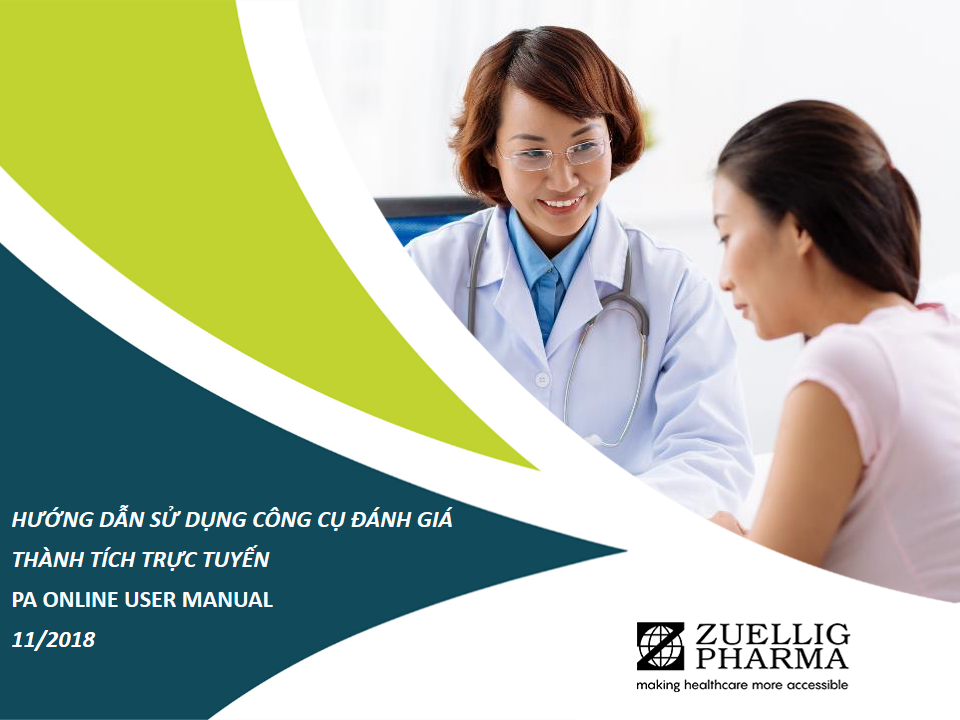 HƯỚNG DẪN SỬ DỤNG CÔNG CỤ ĐÁNH GIÁ
THÀNH TÍCH TRỰC TUYẾN
PA ONLINE USER MANUAL
11/2018
ZUELLIG
PHARMA
making healthcare more accessible